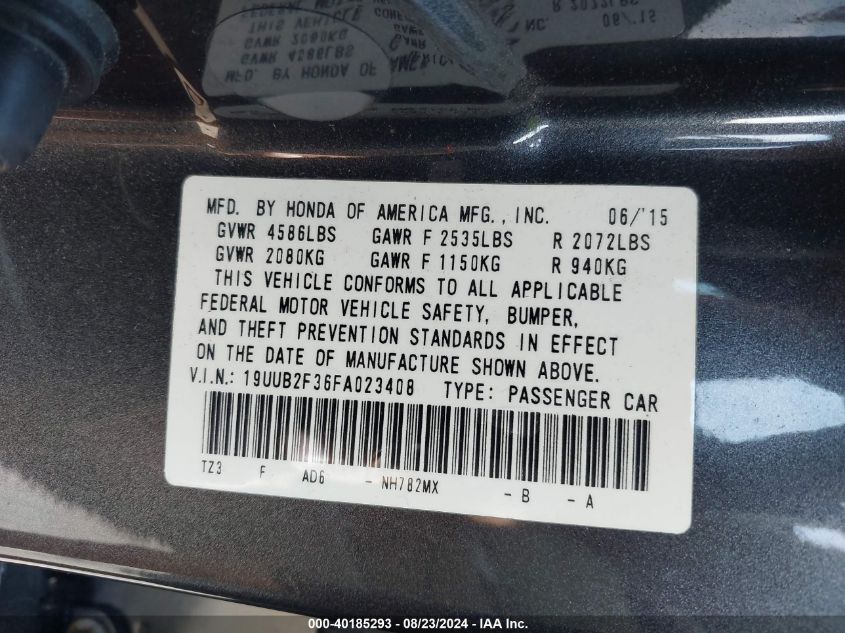 MFD. BY HONDA OF AMERICA MFG., INC. 06/'15
GVWR 4586LBS GAWR F 2535LBS R 2072LBS
GVWR 2080KG GAWR F 1150KG R 940KG
THIS VEHICLE CONFORMS TO ALL APPLICABLE
FEDERAL MOTOR VEHICLE SAFETY, BUMPER,
AND THEFT PREVENTION STANDARDS IN EFFECT
ON THE DATE OF MANUFACTURE SHOWN ABOVE.
V.I.N.: 19UUB2F36FA023408 TYPE: PASSENGER CAR
TZ3 F AD6 - NH782MX - B - A
000-40185293 - 08/23/2024 - IAA Inc.